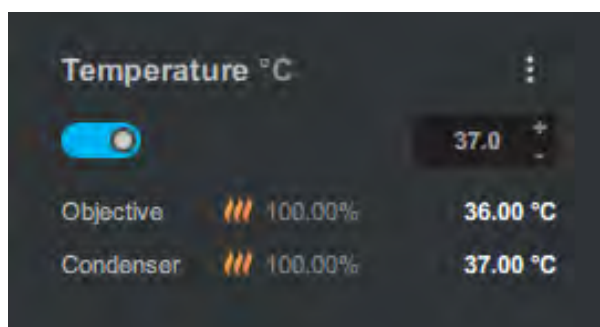 Temperature °C
37.0 + -
Objective 100.00% 36.00 °C
Condenser 100.00% 37.00 °C